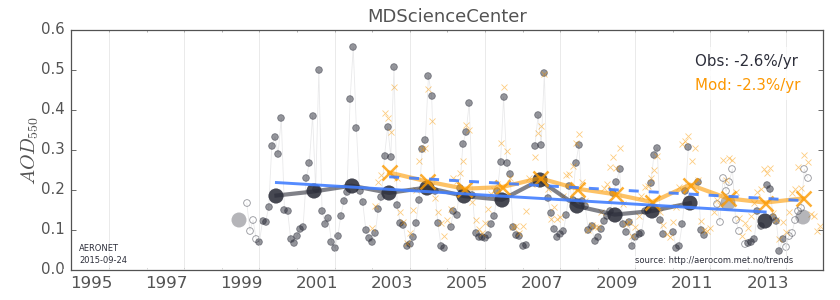 MDScienceCenter
0.6
0.5
0.4
0.3
0.2
0.1
0.0
AOD550
Obs: -2.6%/yr
Mod: -2.3%/yr
AERONET
2015-09-24
source: http://aerocom.met.no/trends
1995 1997 1999 2001 2003 2005 2007 2009 2011 2013